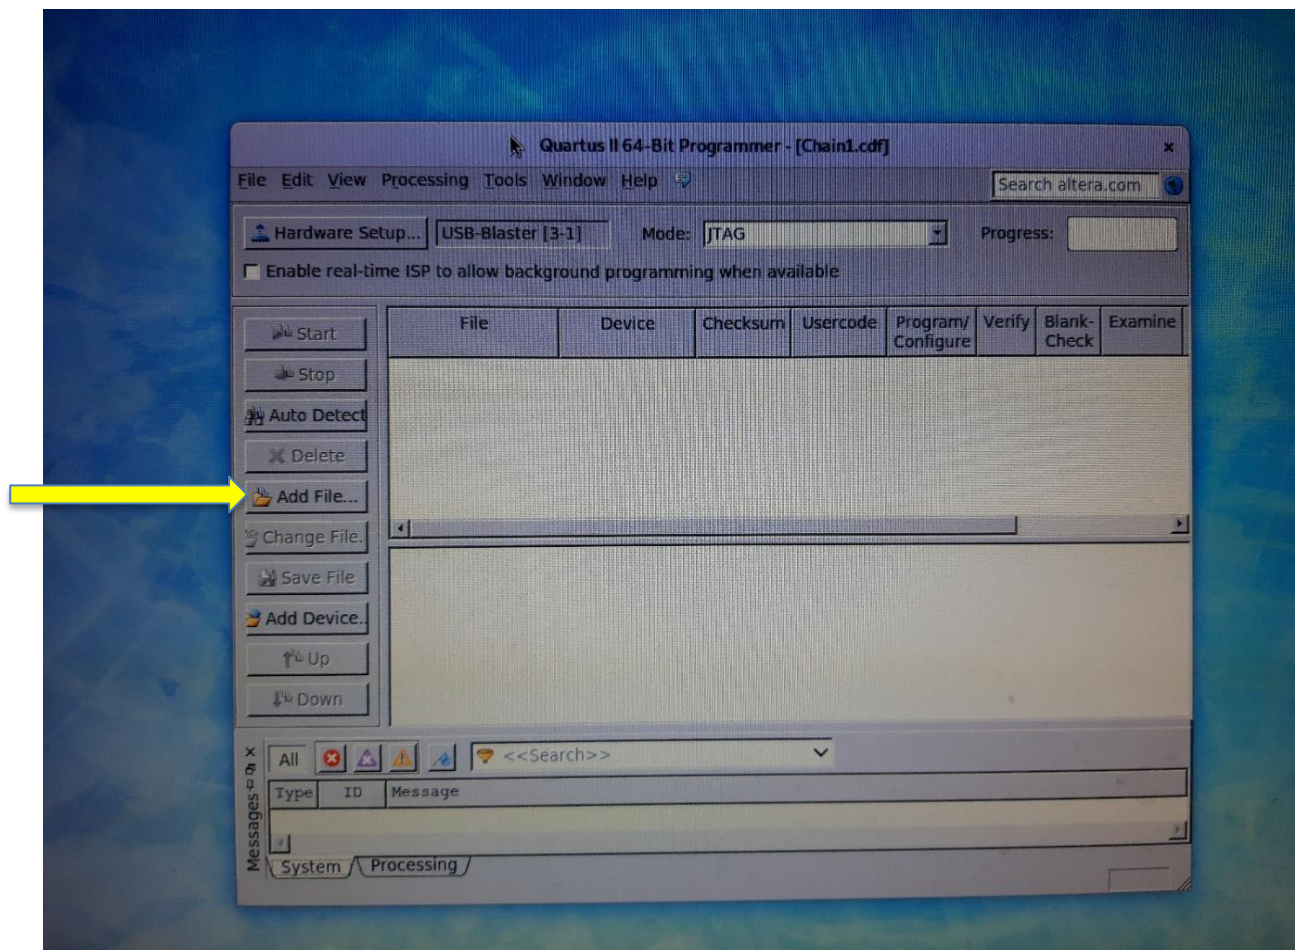 Quartus II 64-Bit Programmer - [Chain1.cdf]
File Edit View Processing Tools Window Help
Search altera.com
Hardware Setup... USB-Blaster [3-1] Mode: JTAG Progress:
Enable real-time ISP to allow background programming when available
File Device Checksum Usercode Program/ Configure Verify Blank- Check Examine
Start
Stop
Auto Detect
Delete
Add File...
Change File.
Save File
Add Device..
Up
Down
All <<Search>>
Type ID Message
Messages
System Processing